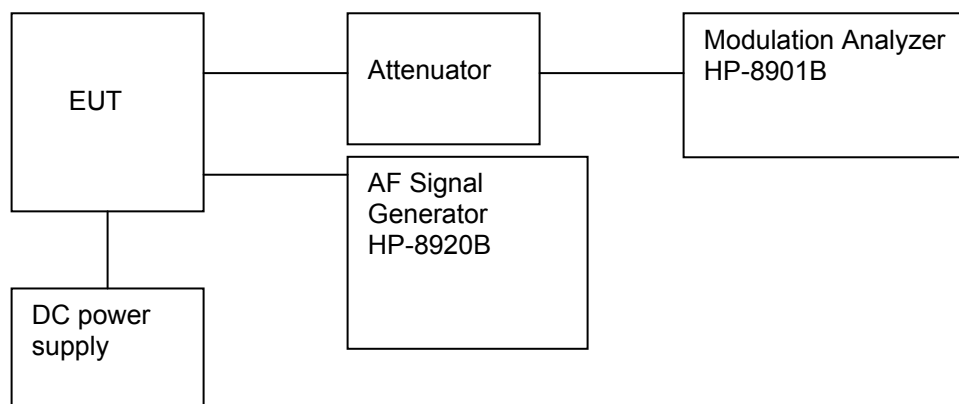 EUT
Attenuator
Modulation Analyzer
HP-8901B
AF Signal
Generator
HP-8920B
DC power
supply